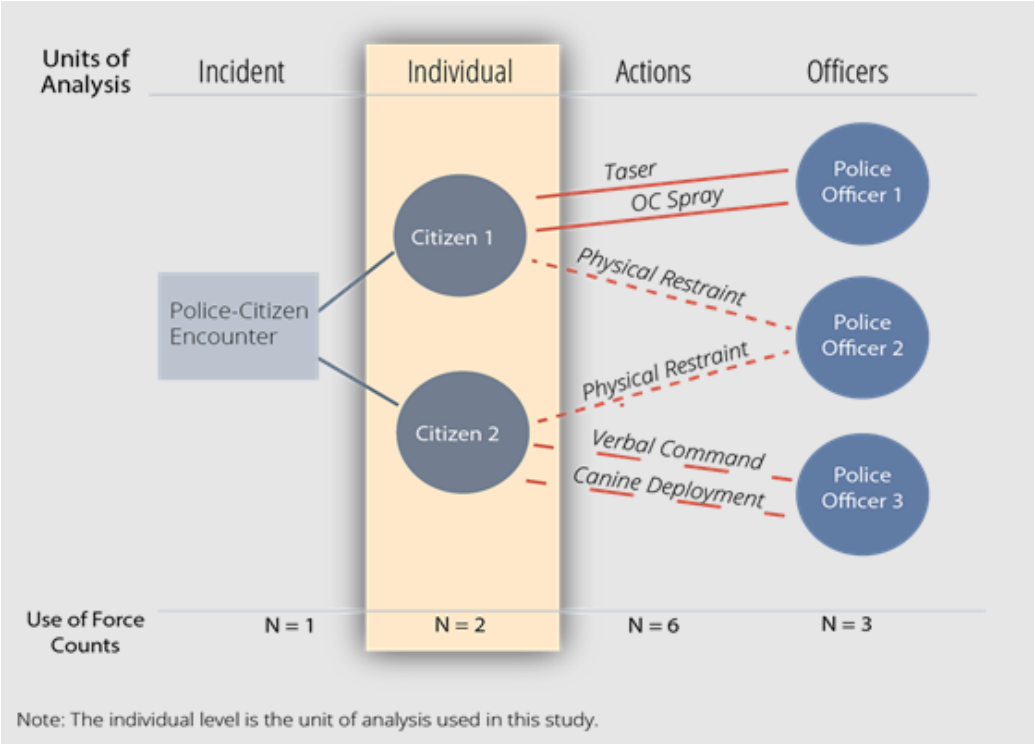 Units of
Analysis
Incident
Individual
Actions
Officers
Taser
OC Spray
Physical Restraint
Physical Restraint
Verbal Command
Canine Deployment
Police-Citizen
Encounter
Citizen 1
Citizen 2
Police
Officer 1
Police
Officer 2
Police
Officer 3
Use of Force
Counts
N = 1
N = 2
N = 6
N = 3
Note: The individual level is the unit of analysis used in this study.